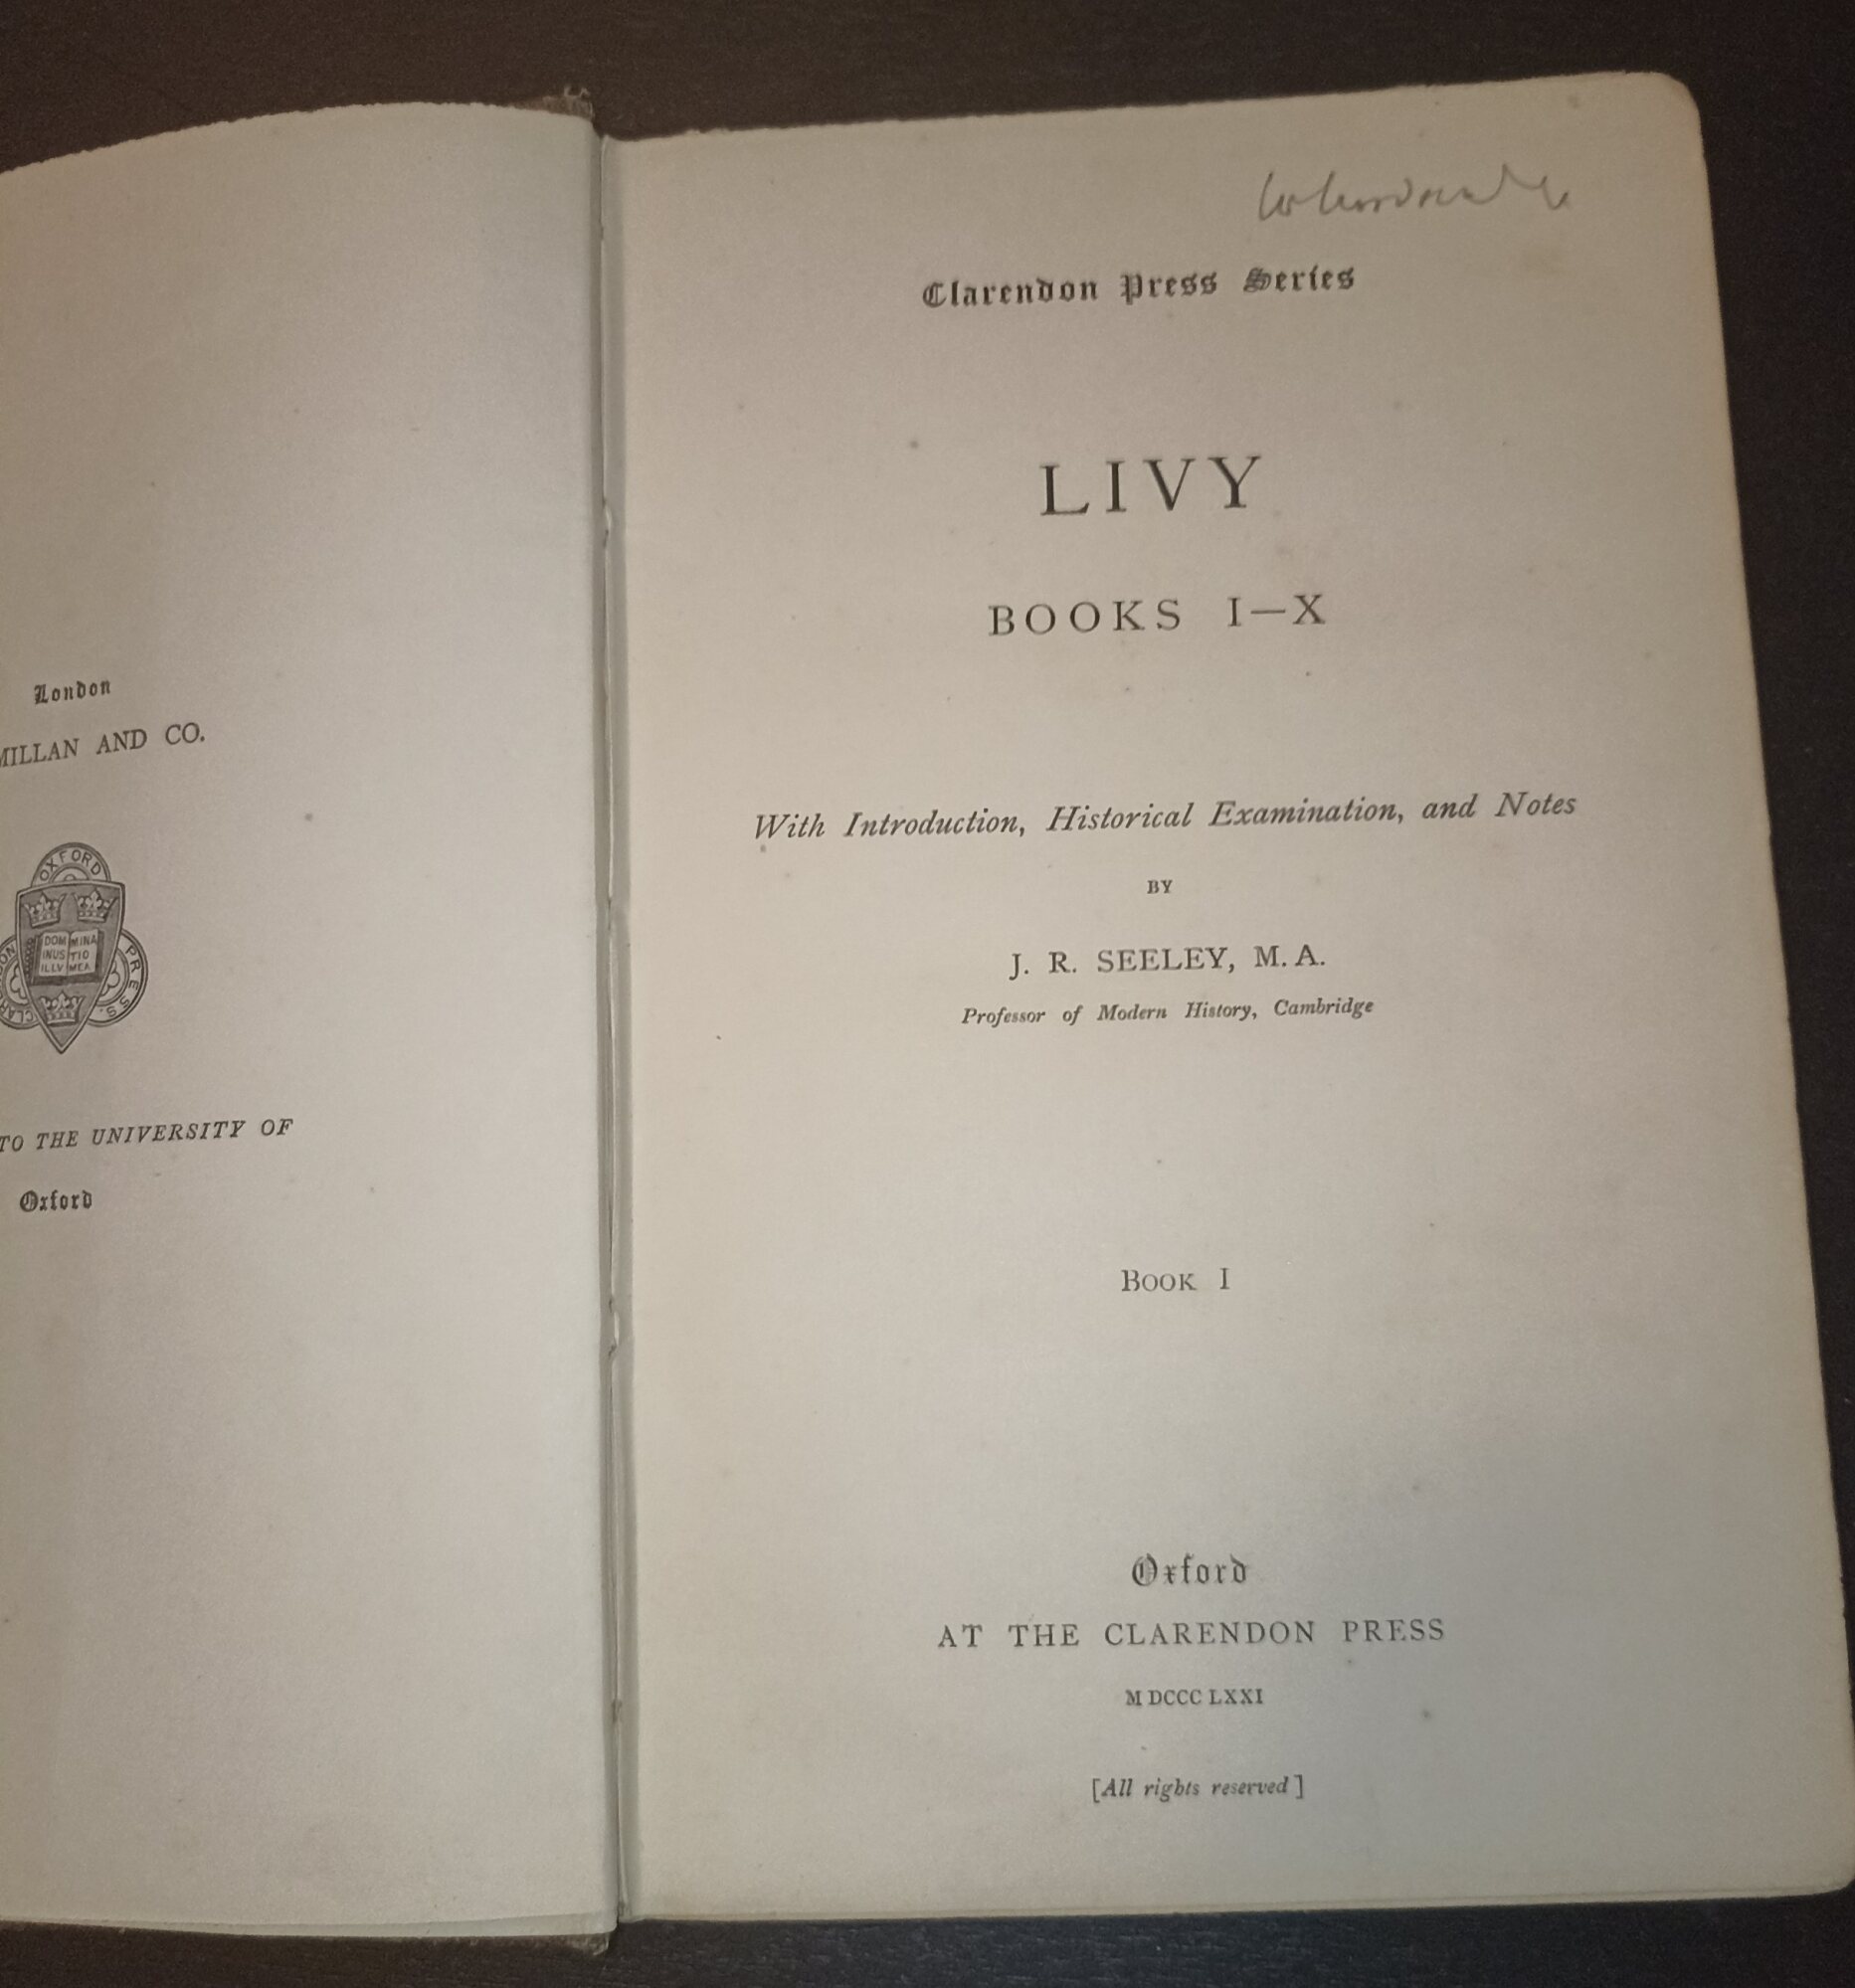 London
MILLAN AND CO.
OXFORD
PRESS.
DOM MINA
INUS TIO
ILLV MEA
TO THE UNIVERSITY OF
Oxford
Clarendon Press Series
LIVY
BOOKS I—X
With Introduction, Historical Examination, and Notes
BY
J. R. SEELEY, M. A.
Professor of Modern History, Cambridge
BOOK I
Oxford
AT THE CLARENDON PRESS
M DCCC LXXI
[All rights reserved]